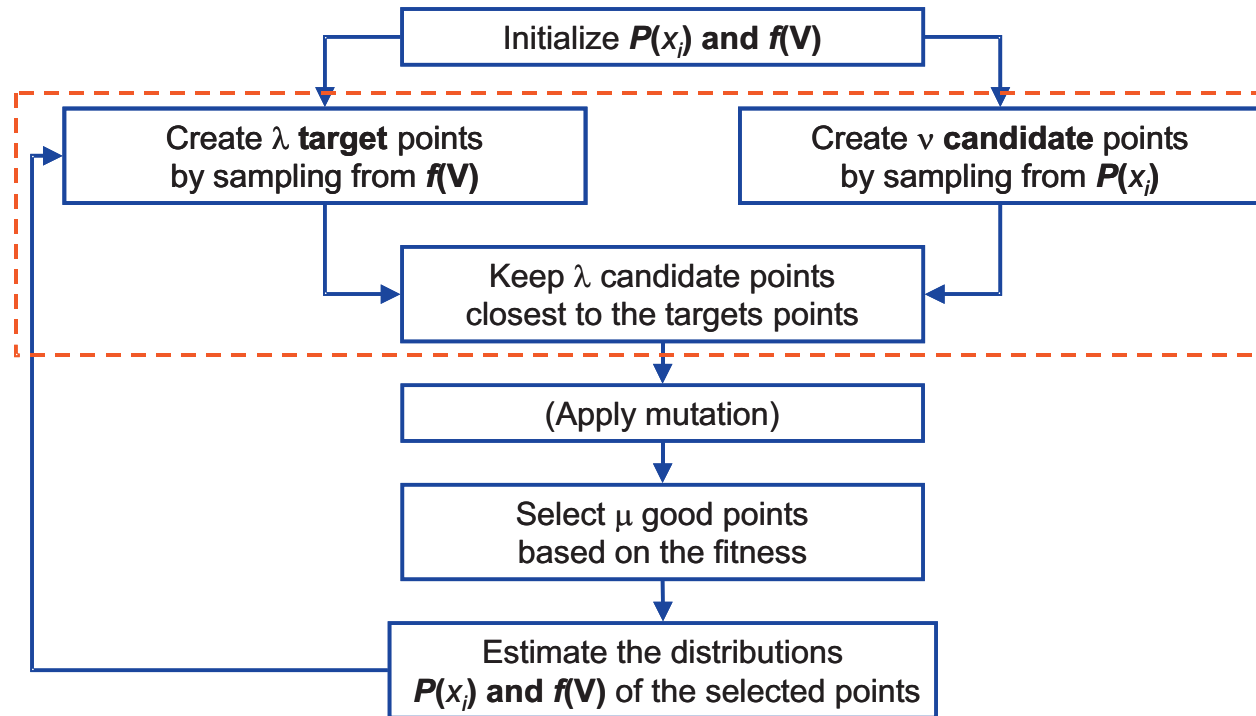 Initialize P(xi) and f(V)
Create λ target points
by sampling from f(V)
Create ν candidate points
by sampling from P(xi)
Keep λ candidate points
closest to the targets points
(Apply mutation)
Select μ good points
based on the fitness
Estimate the distributions
P(xi) and f(V) of the selected points